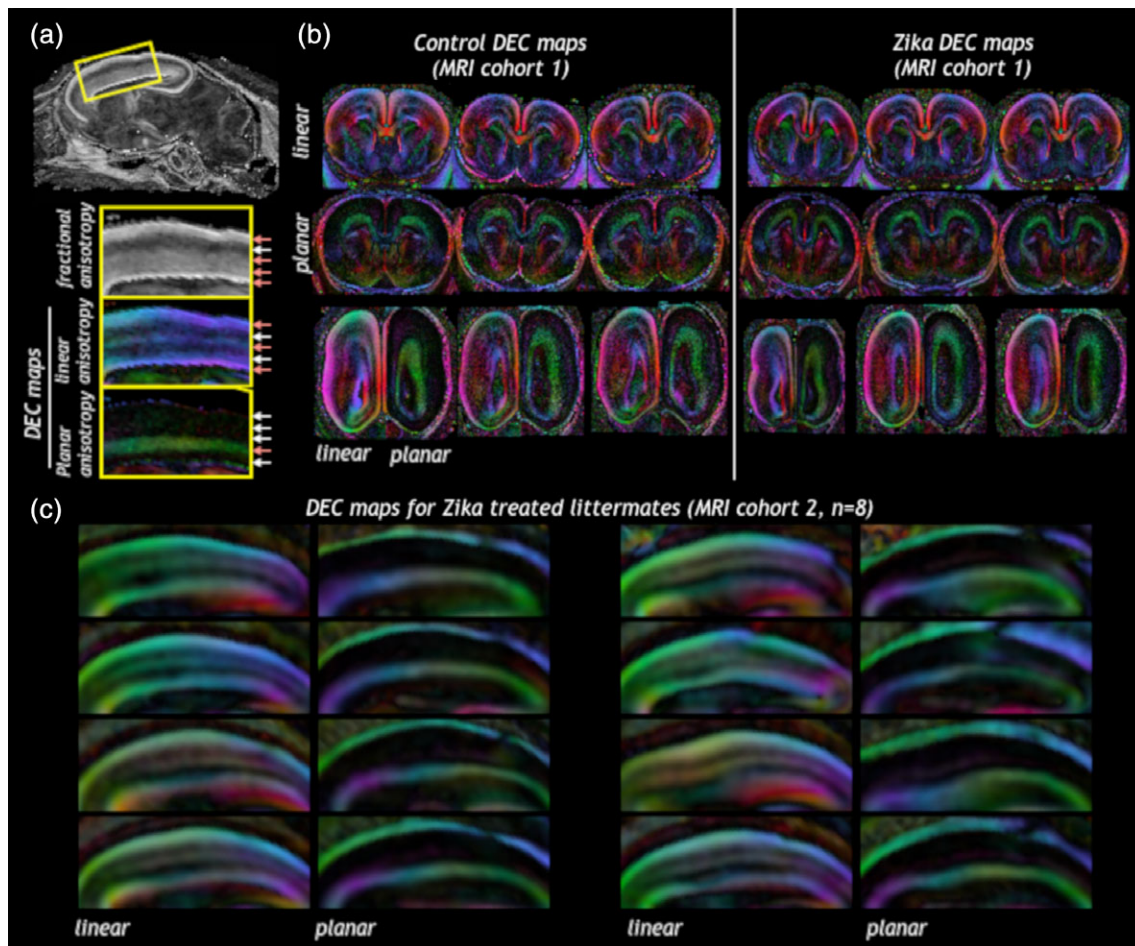 (a)
fractional
anisotropy
DEC maps
linear
anisotropy
Planar
anisotropy
(b)
Control DEC maps
(MRI cohort 1)
Zika DEC maps
(MRI cohort 1)
linear
planar
linear planar
(c)
DEC maps for Zika treated littermates (MRI cohort 2, n=8)
linear planar linear planar